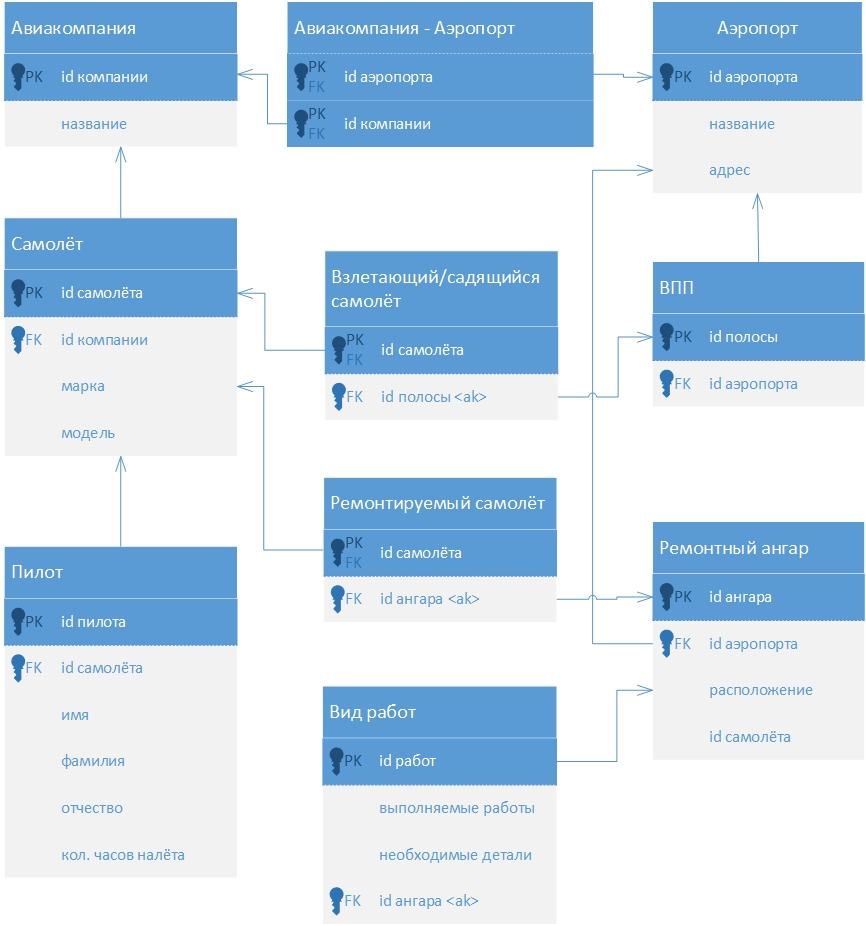 Авиакомпания
PK id компании
название
Авиакомпания - Аэропорт
PK
FK
id аэропорта
PK
FK
id компании
Аэропорт
PK id аэропорта
название
адрес
Самолёт
PK id самолёта
FK id компании
марка
модель
Взлетающий/садящийся
самолёт
PK
FK
id самолёта
FK id полосы <ak>
ВПП
PK id полосы
FK id аэропорта
Ремонтируемый самолёт
PK
FK
id самолёта
FK id ангара <ak>
Ремонтный ангар
PK id ангара
FK id аэропорта
расположение
id самолёта
Пилот
PK id пилота
FK id самолёта
имя
фамилия
отчество
кол. часов налёта
Вид работ
PK id работ
выполняемые работы
необходимые детали
FK id ангара <ak>